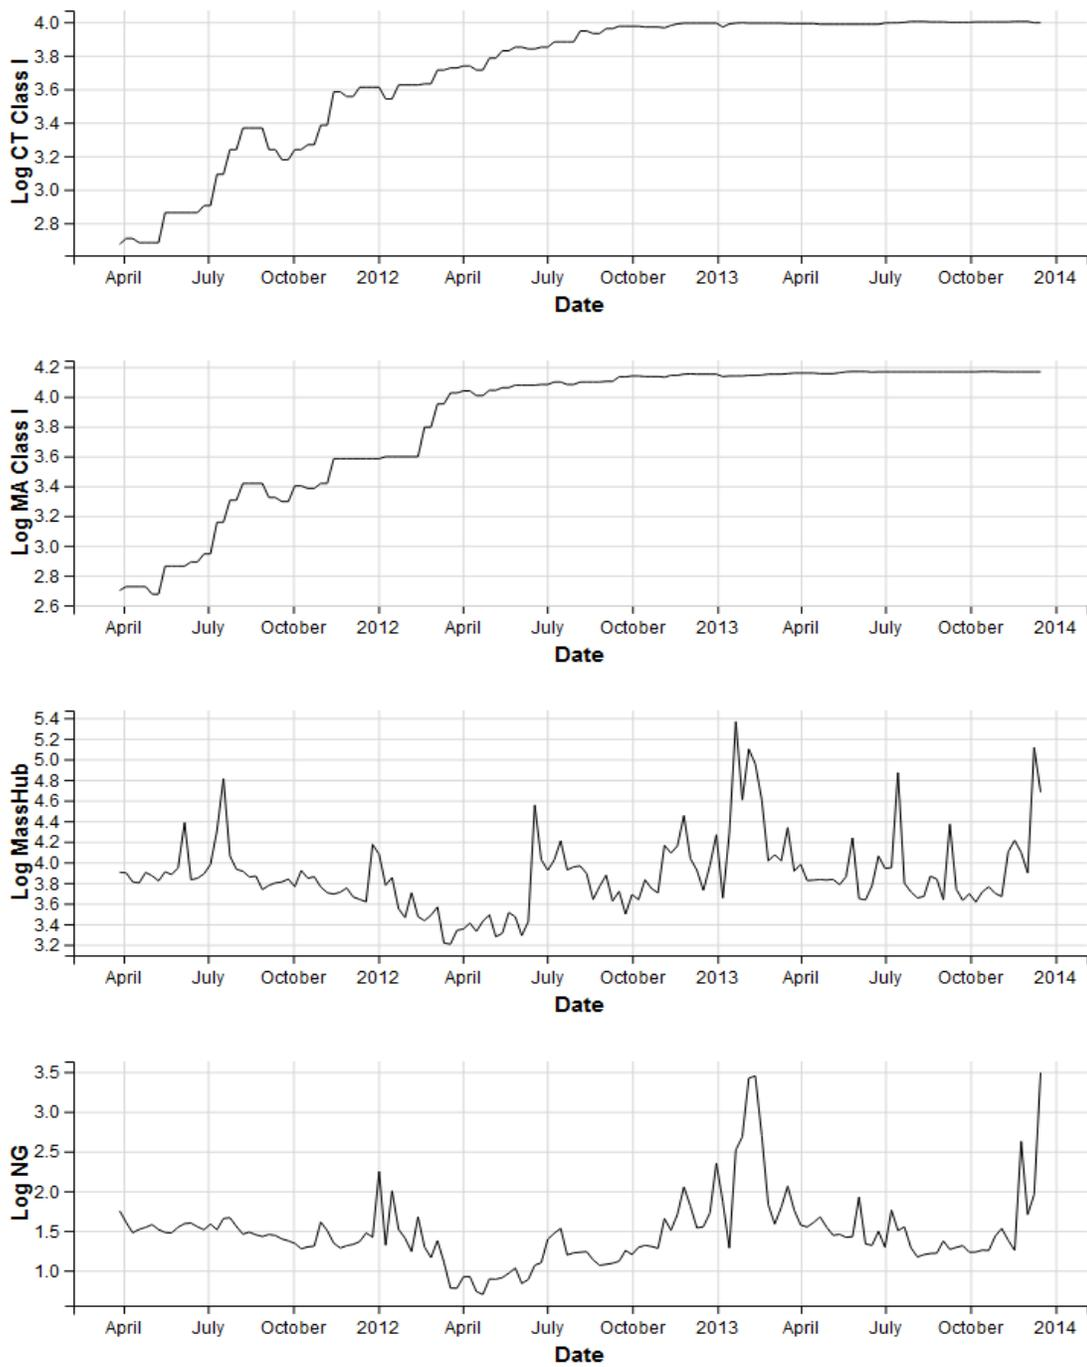 Log CT Class I
4.0
3.8
3.6
3.4
3.2
3.0
2.8
April July October 2012 April July October 2013 April July October 2014
Date
Log MA Class I
4.2
4.0
3.8
3.6
3.4
3.2
3.0
2.8
2.6
April July October 2012 April July October 2013 April July October 2014
Date
Log MassHub
5.4
5.2
5.0
4.8
4.6
4.4
4.2
4.0
3.8
3.6
3.4
3.2
April July October 2012 April July October 2013 April July October 2014
Date
Log NG
3.5
3.0
2.5
2.0
1.5
1.0
April July October 2012 April July October 2013 April July October 2014
Date